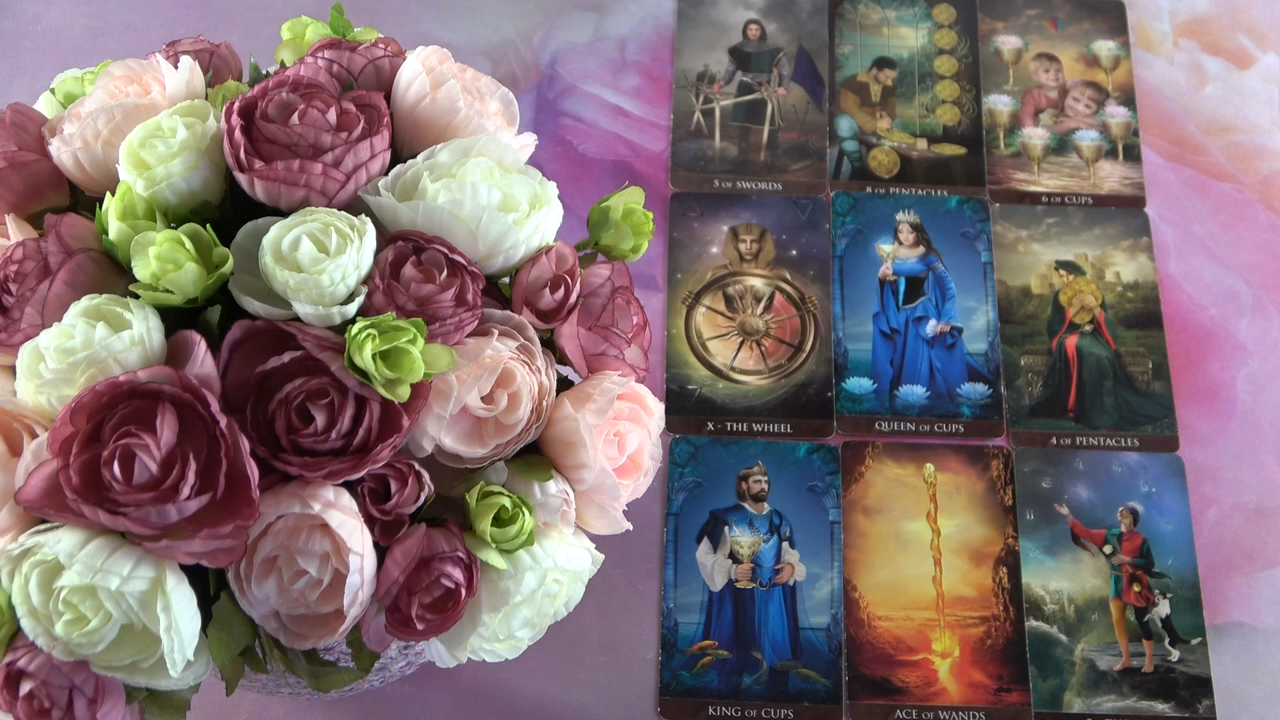 5 OF SWORDS
8 OF PENTACLES
6 OF CUPS
X - THE WHEEL
QUEEN OF CUPS
4 OF PENTACLES
KING OF CUPS
ACE OF WANDS